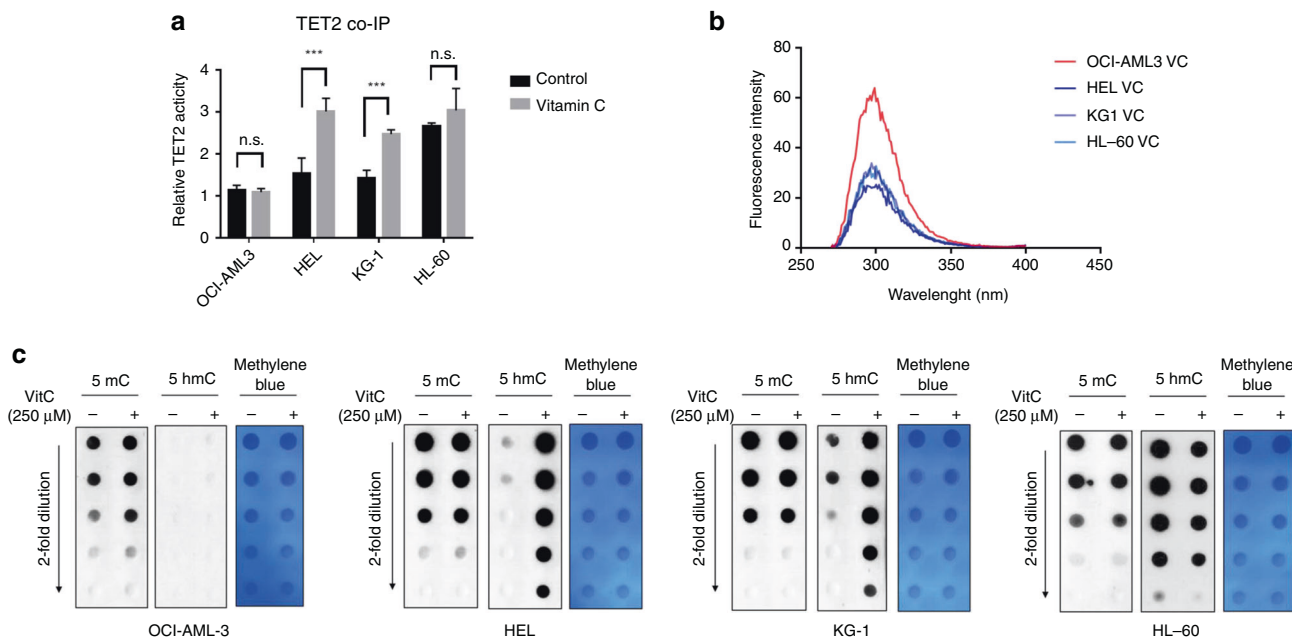 a
TET2 co-IP
Relative TET2 acticity
4
3
2
1
0
n.s.
***
***
n.s.
OCI-AML3
HEL
KG-1
HL-60
Control
Vitamin C
b
Fluorescence intensity
80
60
40
20
0
250
300
350
400
450
Wavelenght (nm)
OCI-AML3 VC
HEL VC
KG1 VC
HL–60 VC
c
VitC
(250 µM)
5 mC
5 hmC
Methylene
blue
– + – + – +
2-fold dilution
OCI-AML-3
VitC
(250 µM)
5 mC
5 hmC
Methylene
blue
– + – + – +
2-fold dilution
HEL
VitC
(250 µM)
5 mC
5 hmC
Methylene
blue
– + – + – +
2-fold dilution
KG-1
VitC
(250 µM)
5 mC
5 hmC
Methylene
blue
– + – + – +
2-fold dilution
HL–60